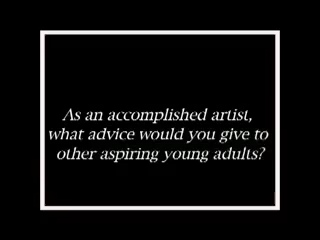 As an accomplished artist,
what advice would you give to
other aspiring young adults?